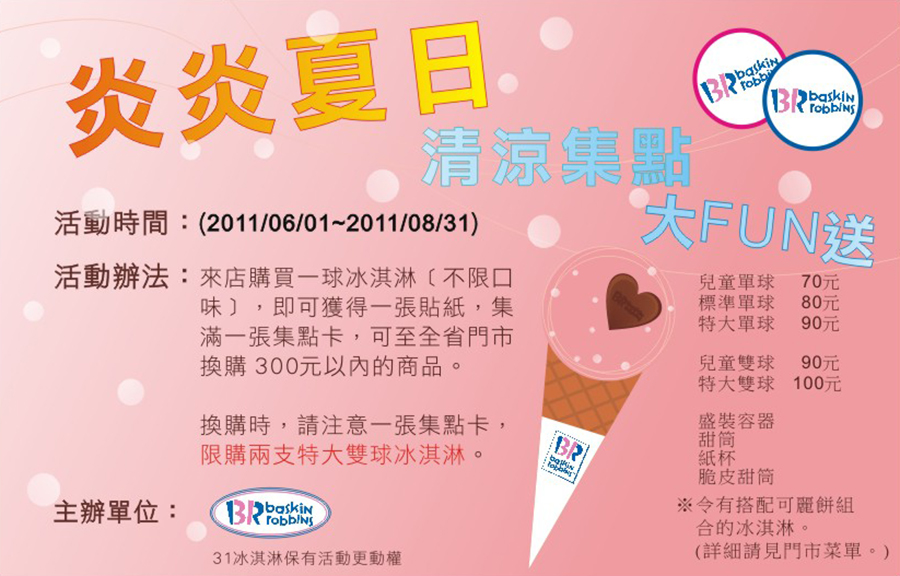 炎炎夏日
清涼集點
大FUN送
BR baskin robbins
BR baskin robbins
活動時間：(2011/06/01~2011/08/31)
活動辦法：來店購買一球冰淇淋〔不限口
味〕，即可獲得一張貼紙，集
滿一張集點卡，可至全省門市
換購 300元以內的商品。
換購時，請注意一張集點卡，
限購兩支特大雙球冰淇淋。
主辦單位：
BR baskin robbins
31冰淇淋保有活動更動權
BR baskin robbins
兒童單球 70元
標準單球 80元
特大單球 90元
兒童雙球 90元
特大雙球 100元
盛裝容器
甜筒
紙杯
脆皮甜筒
※令有搭配可麗餅組
合的冰淇淋。
(詳細請見門市菜單。)